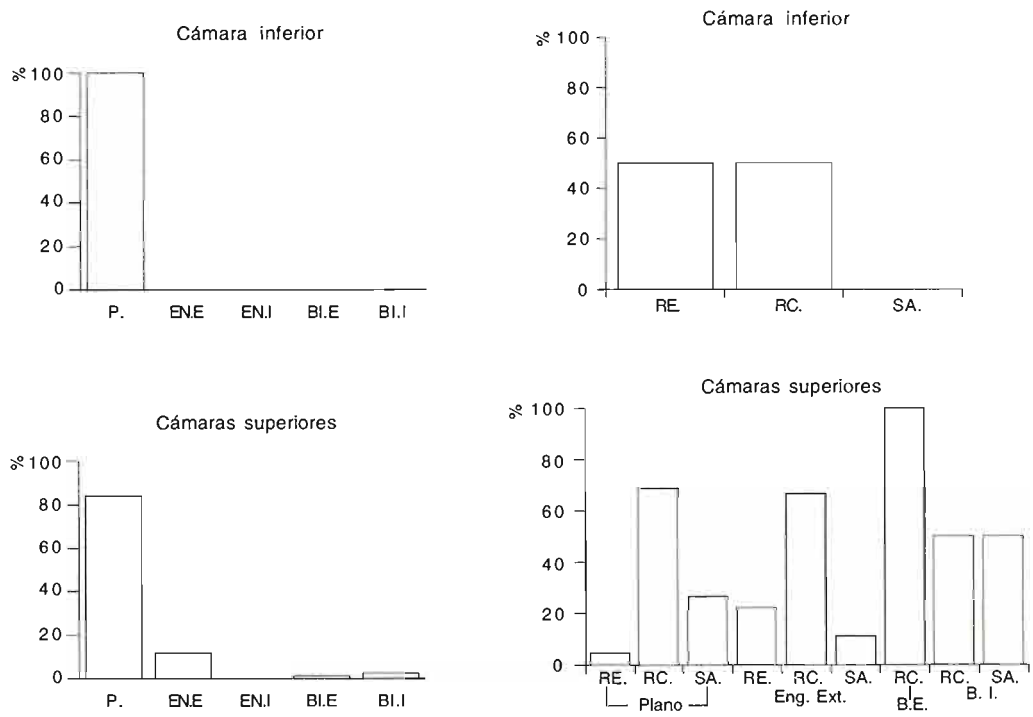 Cámara inferior
% 100
80
60
40
20
0
P. EN.E EN.I BI.E BI.I
Cámara inferior
% 100
80
60
40
20
0
RE. RC. SA.
Cámaras superiores
% 100
80
60
40
20
0
P. EN.E EN.I BI.E BI.I
Cámaras superiores
% 100
80
60
40
20
0
RE. RC. SA. RE. RC. SA. RC. RC. SA.
Plano Eng. Ext. B.E. B. I.